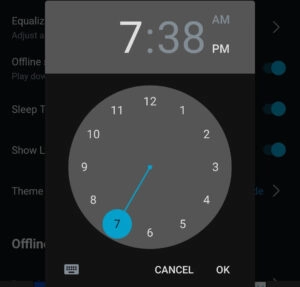 Equaliz
AM
7:38
PM
Adjust a
Offline
Play dow
Sleep T
Show L
Theme
de
12
11
1
10
2
9
3
8
4
7
5
6
Offline
CANCEL
OK